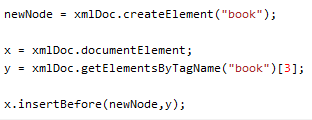 newNode = xmlDoc.createElement("book");
x = xmlDoc.documentElement;
y = xmlDoc.getElementsByTagName("book")[3];
x.insertBefore(newNode,y);